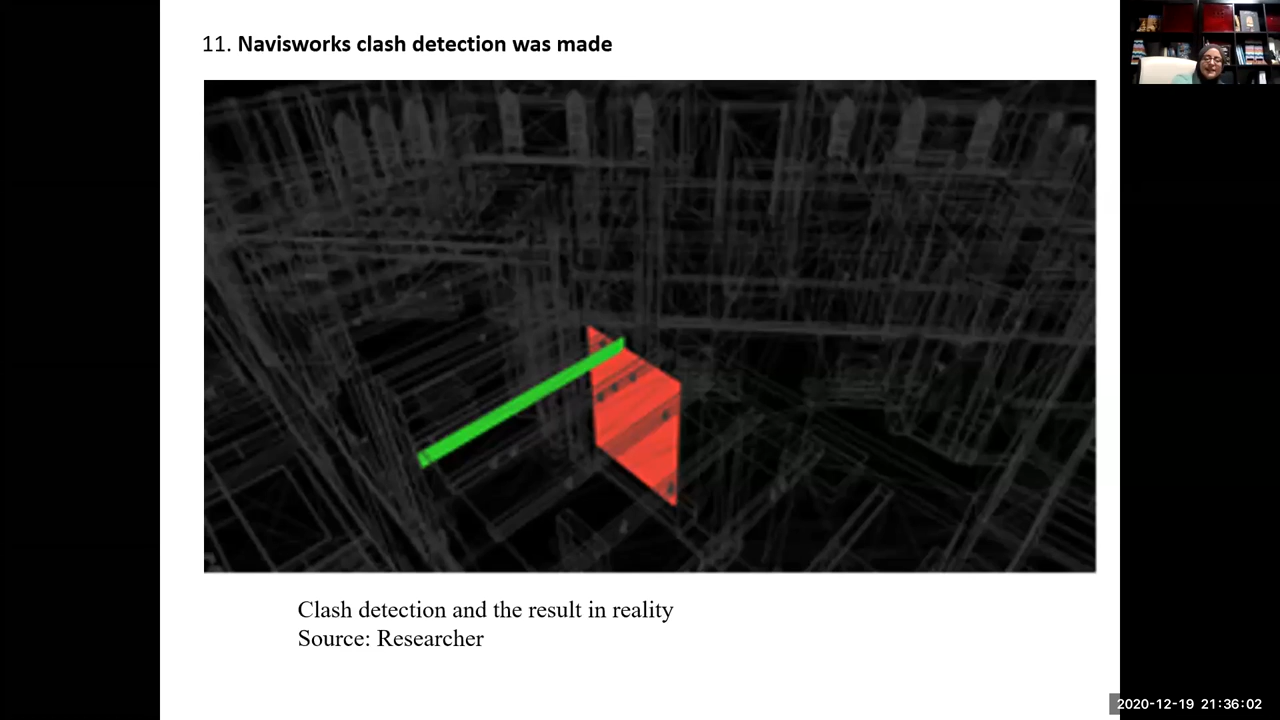 11. Navisworks clash detection was made
Clash detection and the result in reality
Source: Researcher
2020-12-19 21:36:02